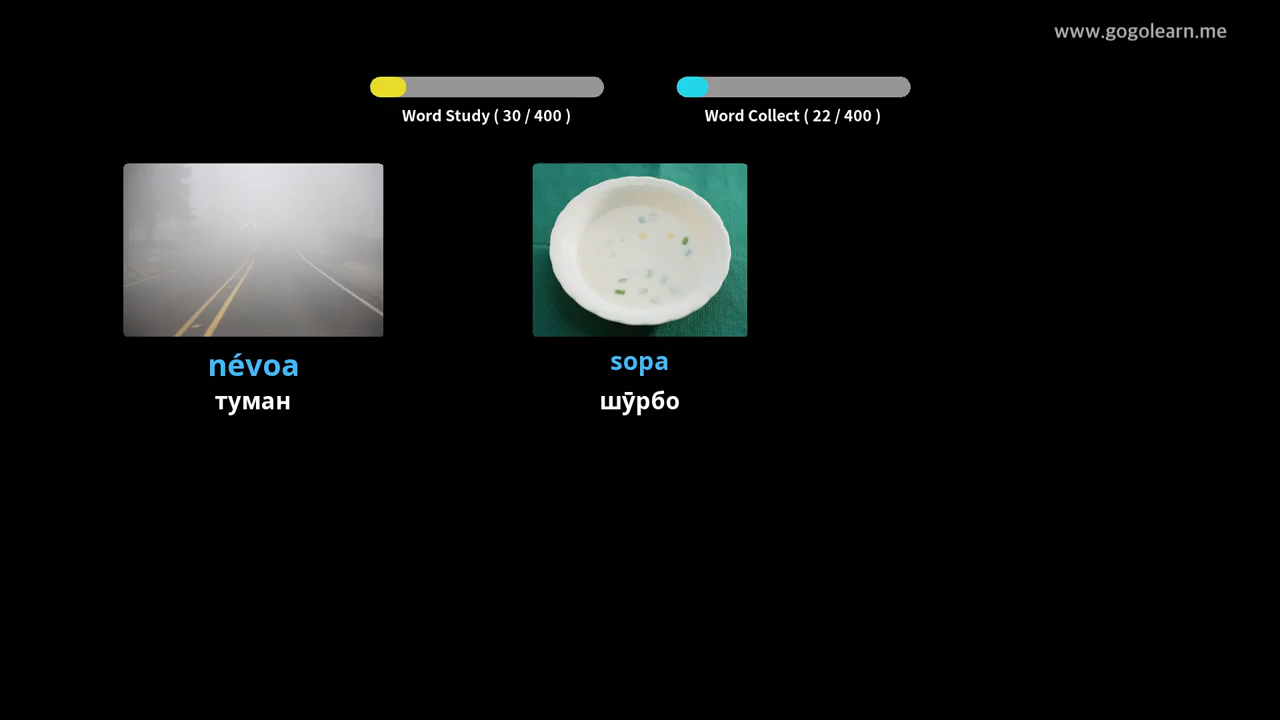 www.gogolearn.me
Word Study ( 30 / 400 )
Word Collect ( 22 / 400 )
névoa
туман
sopa
шӯрбо